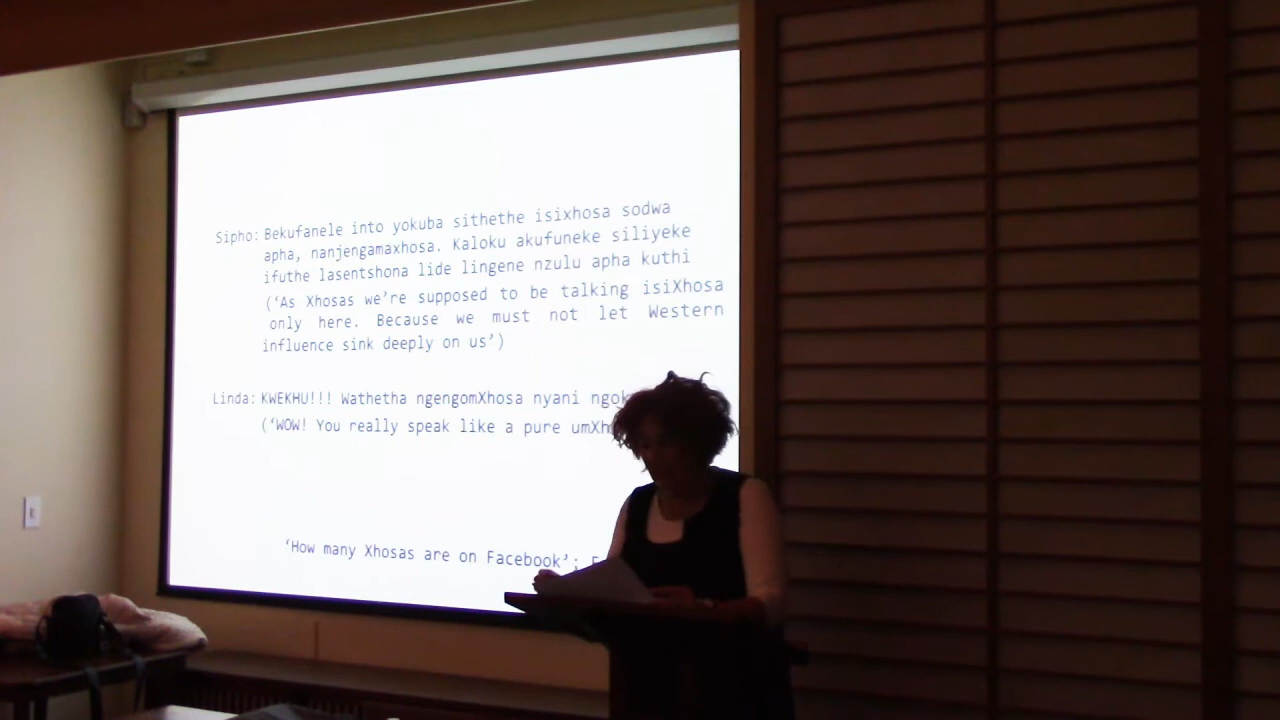 Sipho: Bekufanele into yokuba sithethe isixhosa sodwa
apha, nanjengamaxhosa. Kaloku akufuneke siliyeke
ifuthe lasentshona lide lingene nzulu apha kuthi
(‘As Xhosas we’re supposed to be talking isiXhosa
only here. Because we must not let Western
influence sink deeply on us’)
Linda: KWEKHU!!! Wathetha ngengomXhosa nyani
(‘WOW! You really speak like a pure
‘How many Xhosas are on Facebook’;